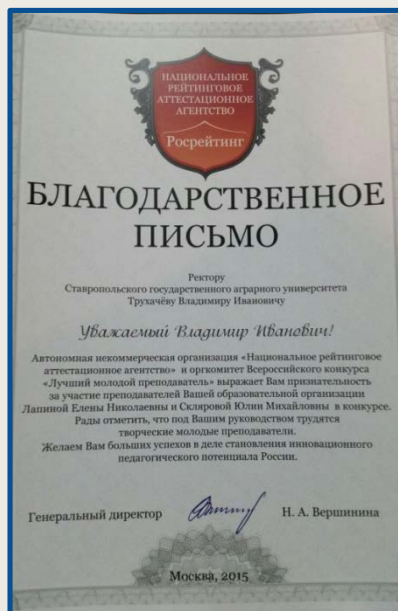 НАЦИОНАЛЬНОЕ
РЕЙТИНГОВОЕ
АТТЕСТАЦИОННОЕ
АГЕНТСТВО
Росрейтинг
БЛАГОДАРСТВЕННОЕ
ПИСЬМО
Ректору
Ставропольского государственного аграрного университета
Трухачёву Владимиру Ивановичу
Уважаемый Владимир Иванович!
Автономная некоммерческая организация «Национальное рейтинговое
аттестационное агентство» и оргкомитет Всероссийского конкурса
«Лучший молодой преподаватель» выражает Вам признательность
за участие преподавателей Вашей образовательной организации
Лапиной Елены Николаевны и Скляровой Юлии Михайловны в конкурсе.
Рады отметить, что под Вашим руководством трудятся
творческие молодые преподаватели.
Желаем Вам больших успехов в деле становления инновационного
педагогического потенциала России.
Генеральный директор Н. А. Вершинина
Москва, 2015